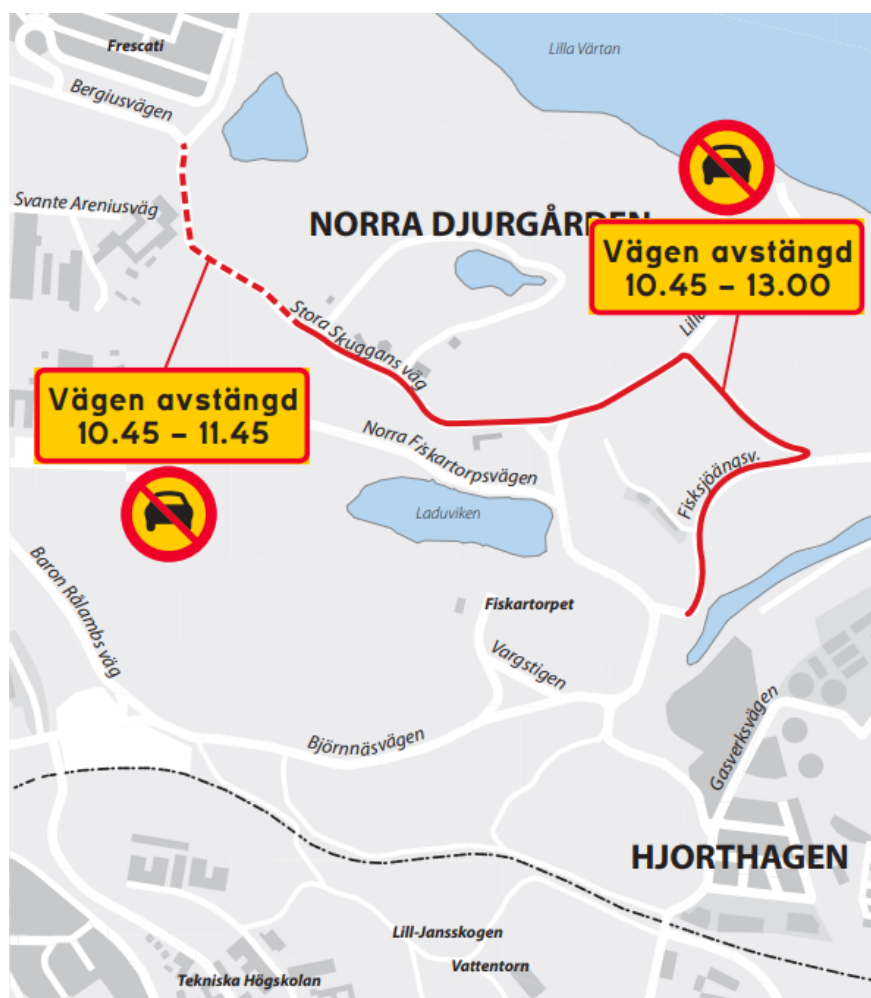 Frescati
Lilla Värtan
Bergiusvägen
Svante Areniusväg
NORRA DJURGÅRDEN
Vägen avstängd
10.45 – 13.00
Stora Skuggans väg
Lilla
Vägen avstängd
10.45 – 11.45
Norra Fiskartorpsvägen
Fisksjöängsv.
Laduviken
Baron Rålambs väg
Fiskartorpet
Vargstigen
Björnnäsvägen
Gasverksvägen
HJORTHAGEN
Lill-Jansskogen
Vattentorn
Tekniska Högskolan